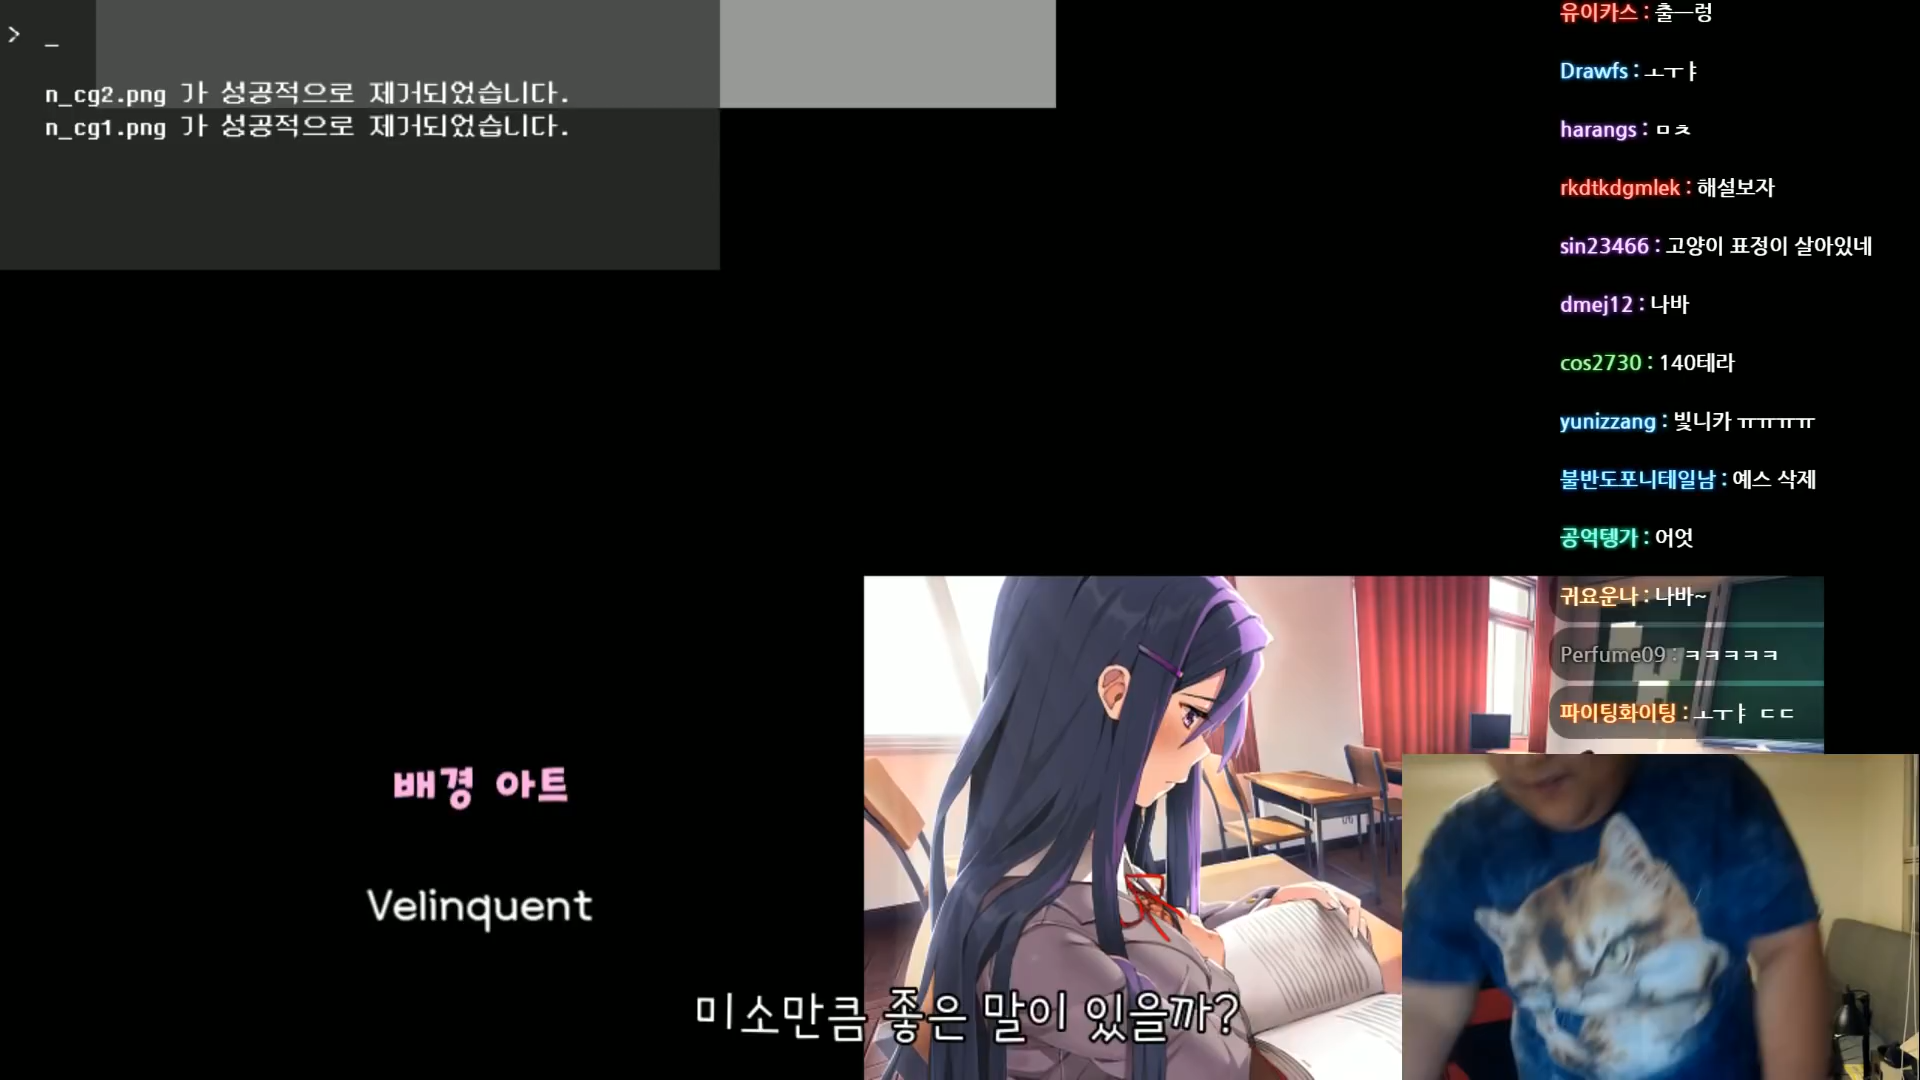 > _
n_cg2.png 가 성공적으로 제거되었습니다.
n_cg1.png 가 성공적으로 제거되었습니다.
배경 아트
Velinquent
미소만큼 좋은 말이 있을까?
유이카스 : 출—렁
Drawfs : ㅗㅜㅑ
harangs : ㅁㅊ
rkdtkdgmlek : 해설보자
sin23466 : 고양이 표정이 살아있네
dmej12 : 나바
cos2730 : 140테라
yunizzang : 빛니카 ㅠㅠㅠㅠ
불반도포니테일남 : 예스 삭제
공억텡가 : 어엇
귀요운나 : 나바~
Perfume09 : ㅋㅋㅋㅋㅋ
파이팅화이팅 : ㅗㅜㅑ ㄷㄷ